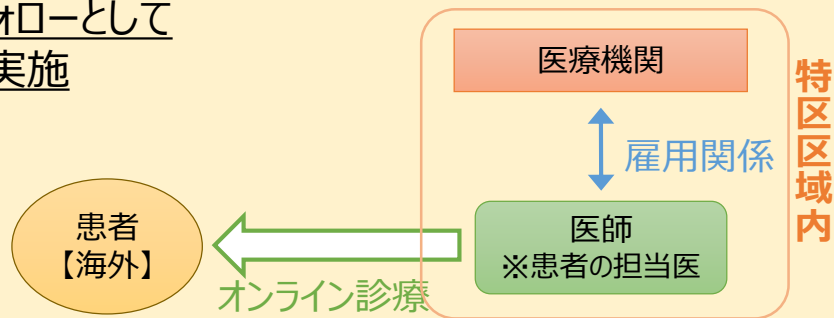 ォローとして
実施
医療機関
雇用関係
特区区域内
医師
※患者の担当医
患者
【海外】
オンライン診療